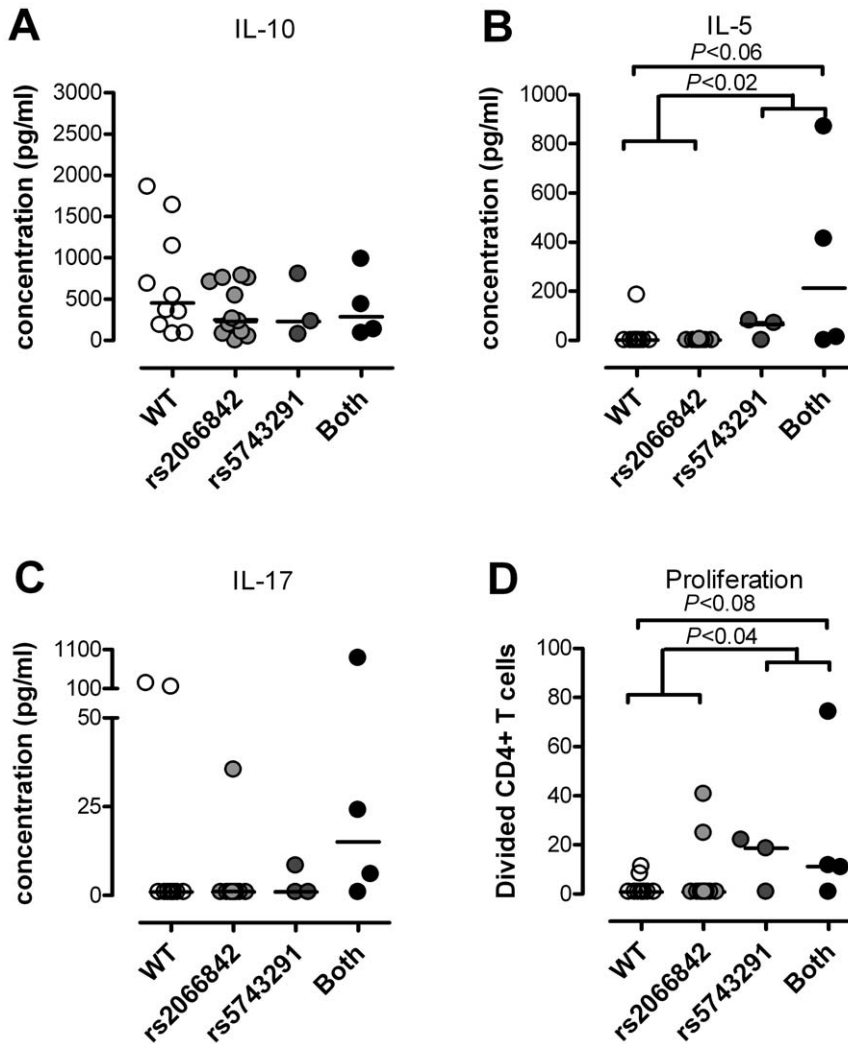 A
IL-10
concentration (pg/ml)
3000
2500
2000
1500
1000
500
0
WT
rs2066842
rs5743291
Both
B
IL-5
P<0.06
P<0.02
concentration (pg/ml)
1000
800
600
400
200
0
WT
rs2066842
rs5743291
Both
C
IL-17
concentration (pg/ml)
1100
100
50
25
0
WT
rs2066842
rs5743291
Both
D
Proliferation
P<0.08
P<0.04
Divided CD4+ T cells
100
80
60
40
20
0
WT
rs2066842
rs5743291
Both